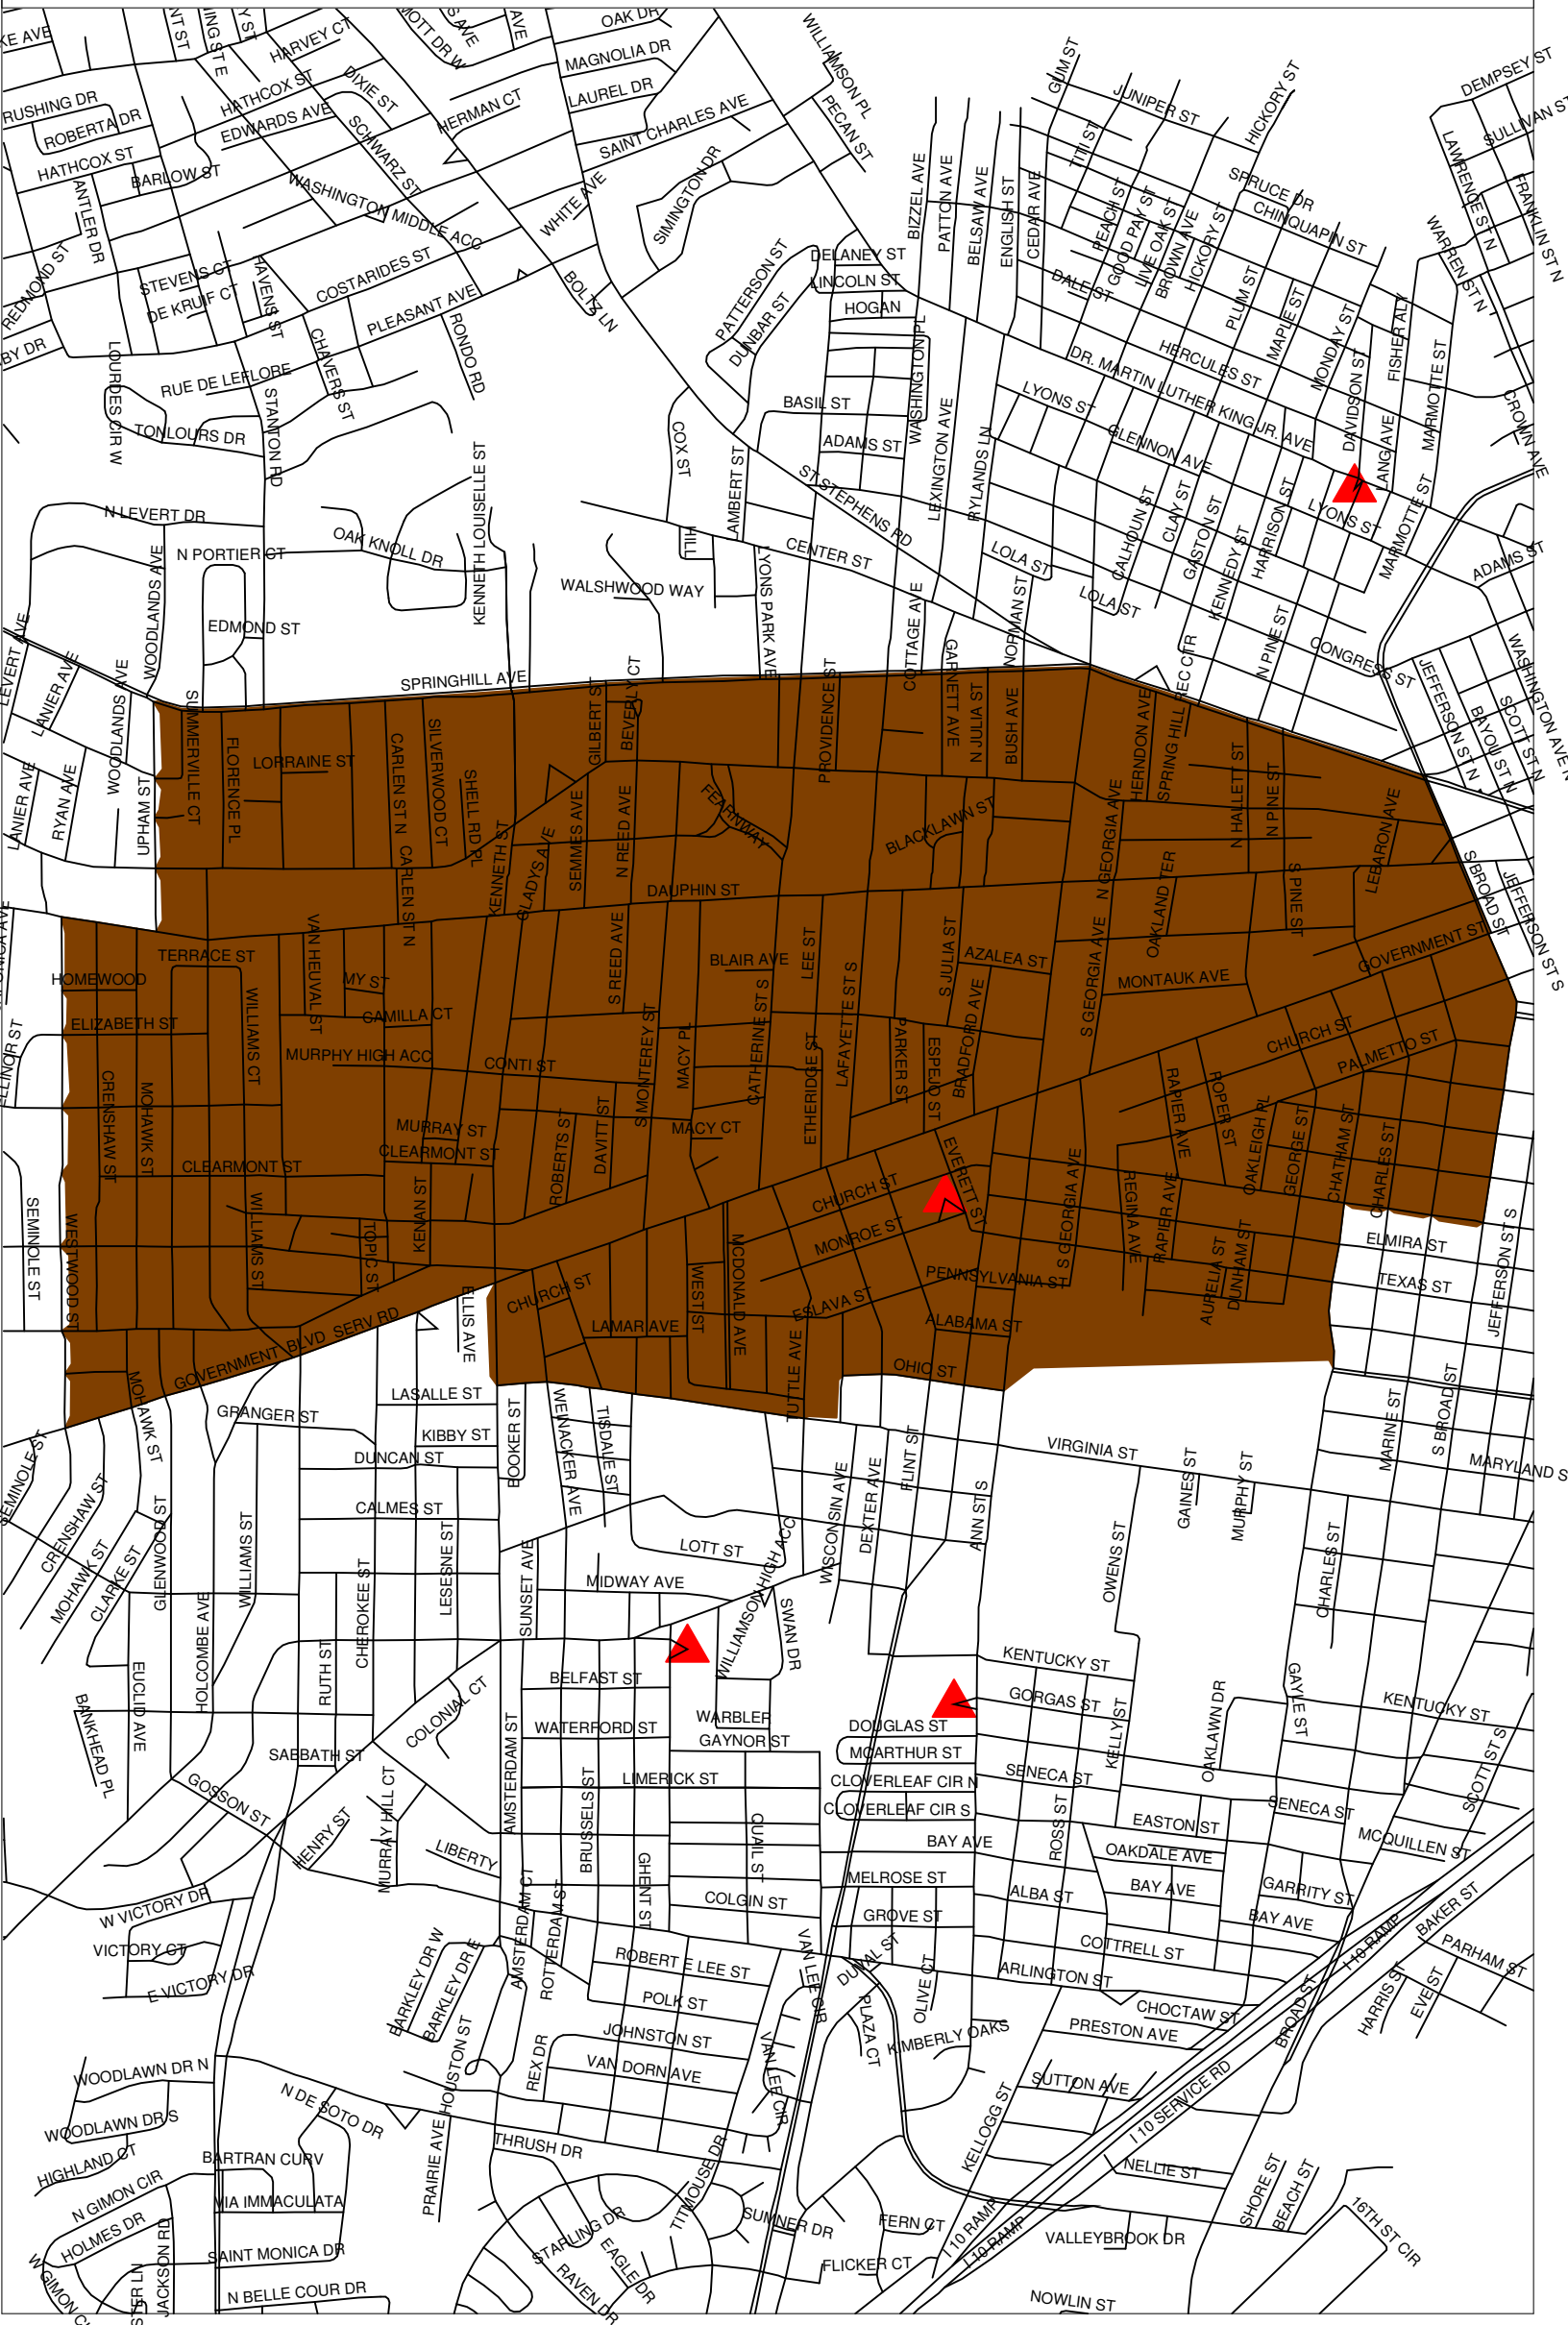 OAK DR
HARVEY CT
MAGNOLIA DR
WILLIAMSON PL
GUM ST
DEMPSEY ST
HATHCOX ST
DIXIE ST
LAUREL DR
JUNIPER ST
HICKORY ST
RUSHING DR
ROBERTA DR
EDWARDS AVE
HERMAN CT
SAINT CHARLES AVE
PECAN ST
HATHCOX ST
BARLOW ST
SCHWARZ ST
TITI ST
LAWRENCE ST N
ANTLER DR
WASHINGTON MIDDLE ACC
WHITE AVE
SIMINGTON DR
BIZZEL AVE
PATTON AVE
BELSAW AVE
ENGLISH ST
CEDAR AVE
PEACH ST
GOOD PAY ST
LIVE OAK ST
BROWN AVE
HICKORY ST
SPRUCE DR
CHINQUAPIN ST
FRANKLIN ST N
WARREN ST N
REDMOND ST
STEVENS CT
DE KRUIF CT
HAVENS ST
COSTARIDES ST
PLEASANT AVE
BOLTZ LN
PATTERSON ST
DUNBAR ST
DELANEY ST
LINCOLN ST
HOGAN
DALE ST
PLUM ST
MAPLE ST
MONDAY ST
DAVIDSON ST
FISHER ALY
MARMOTTE ST
LOURDES CIR W
RUE DE LEFLORE
CHAVERS ST
RONDO RD
WASHINGTON PL
HERCULES ST
DR. MARTIN LUTHER KING JR. AVE
TONLOURS DR
STANTON RD
BASIL ST
ADAMS ST
LYONS ST
GLENNON AVE
LANG AVE
CROWN AVE
COX ST
LAMBERT ST
ST STEPHENS RD
LEXINGTON AVE
RYLANDS LN
N LEVERT DR
N PORTIER CT
OAK KNOLL DR
KENNETH LOUISELLE ST
HILL
CENTER ST
LOLA ST
CALHOUN ST
CLAY ST
GASTON ST
KENNEDY ST
HARRISON ST
LYONS ST
MARMOTTE ST
ADAMS ST
WOODLANDS AVE
EDMOND ST
WALSHWOOD WAY
LYONS PARK AVE
COTTAGE AVE
GARNETT AVE
NORMAN ST
LOLA ST
N PINE ST
CONGRESS ST
JEFFERSON ST N
BAYOU ST N
SCOTT ST N
WASHINGTON AVE N
LANIER AVE
WOODLANDS AVE
SPRINGHILL AVE
SUMMERVILLE CT
FLORENCE PL
LORRAINE ST
CARLEN ST N
SILVERWOOD CT
SHELL RD PL
GILBERT ST
BEVERLY CT
PROVIDENCE ST
N JULIA ST
BUSH AVE
HERNDON AVE
SPRING HILL REC CTR
N HALLETT ST
N PINE ST
LANIER AVE
RYAN AVE
UPHAM ST
KENNETH ST
GLADYS AVE
SEMMES AVE
N REED AVE
FEARNWAY
BLACKLAWN ST
N GEORGIA AVE
LEBARON AVE
CARLEN ST N
DAUPHIN ST
OAKLAND TER
S PINE ST
S BROAD ST
JEFFERSON ST S
TERRACE ST
VAN HEUVAL ST
HOMEWOOD
MY ST
WILLIAMS CT
S REED AVE
BLAIR AVE
LEE ST
S JULIA ST
AZALEA ST
S GEORGIA AVE
MONTAUK AVE
GOVERNMENT ST
ELIZABETH ST
CAMILLA CT
MURPHY HIGH ACC
CONTI ST
S MONTEREY ST
MACY PL
CATHERINE ST S
ETHERIDGE ST
LAFAYETTE ST S
PARKER ST
ESPEJO ST
BRADFORD AVE
CHURCH ST
PALMETTO ST
CRENSHAW ST
MOHAWK ST
MURRAY ST
CLEARMONT ST
CLEARMONT ST
ROBERTS ST
DAVITT ST
MACY CT
RAPIER AVE
ROPER ST
OAKLEIGH PL
GEORGE ST
CHATHAM ST
CHARLES ST
SEMINOLE ST
WESTWOOD ST
WILLIAMS ST
TOPIC ST
KENAN ST
CHURCH ST
EVERETT ST
MONROE ST
S GEORGIA AVE
REGINA AVE
RAPIER AVE
AURELIA ST
DUNHAM ST
ELMIRA ST
TEXAS ST
JEFFERSON ST S
GOVERNMENT BLVD SERV RD
ELLIS AVE
CHURCH ST
LAMAR AVE
WEST ST
MCDONALD AVE
ESLAVA ST
PENNSYLVANIA ST
ALABAMA ST
TUTTLE AVE
OHIO ST
MOHAWK ST
LASALLE ST
GRANGER ST
KIBBY ST
DUNCAN ST
BOOKER ST
WEINACKER AVE
TISDALE ST
FLINT ST
VIRGINIA ST
GAINES ST
MURPHY ST
MARINE ST
S BROAD ST
SEMINOLE ST
CRENSHAW ST
MOHAWK ST
CLARKE ST
GLENWOOD ST
WILLIAMS ST
CALMES ST
LESESNE ST
LOTT ST
WISCONSIN AVE
DEXTER AVE
ANN ST S
OWENS ST
CHARLES ST
HOLCOMBE AVE
CHEROKEE ST
SUNSET AVE
MIDWAY AVE
WILLIAMSON HIGH ACC
SWAN DR
EUCLID AVE
RUTH ST
COLONIAL CT
BELFAST ST
KENTUCKY ST
GORGAS ST
GAYLE ST
KENTUCKY ST
BANKHEAD PL
SABBATH ST
AMSTERDAM ST
WATERFORD ST
WARBLER
GAYNOR ST
DOUGLAS ST
MCARTHUR ST
KELLY ST
OAKLAWN DR
SCOTT ST S
GOSSON ST
HENRY ST
MURRAY HILL CT
LIMERICK ST
BRUSSELS ST
CLOVERLEAF CIR N
CLOVERLEAF CIR S
SENECA ST
ROSS ST
EASTON ST
SENECA ST
MCQUILLEN ST
LIBERTY
QUAIL ST
BAY AVE
OAKDALE AVE
MELROSE ST
BAY AVE
GARRITY ST
W VICTORY DR
GHENT ST
COLGIN ST
GROVE ST
ALBA ST
BAY AVE
BAKER ST
VICTORY CT
AMSTERDAM CT
ROTTERDAM ST
ROBERT E LEE ST
DUVAL ST
COTTRELL ST
I 10 RAMP
PARHAM ST
E VICTORY DR
BARKLEY DR W
BARKLEY DR E
VAN LEE CIR
OLIVE CT
ARLINGTON ST
HARRIS ST
EVE ST
POLK ST
PLAZA CT
CHOCTAW ST
BROAD ST
JOHNSTON ST
KIMBERLY OAKS
PRESTON AVE
WOODLAWN DR N
HOUSTON ST
REX DR
VAN DORN AVE
VAN LEE CIR
SUTTON AVE
I 10 SERVICE RD
WOODLAWN DR S
N DE SOTO DR
KELLOGG ST
HIGHLAND CT
BARTRAN CURV
PRAIRIE AVE
THRUSH DR
TITMOUSE DR
NELLIE ST
SHORE ST
BEACH ST
N GIMON CIR
VIA IMMACULATA
STARLING DR
SUMNER DR
FERN CT
I 10 RAMP
I 10 RAMP
VALLEYBROOK DR
16TH ST CIR
HOLMES DR
JACKSON RD
SAINT MONICA DR
EAGLE DR
RAVEN DR
FLICKER CT
N BELLE COUR DR
NOWLIN ST